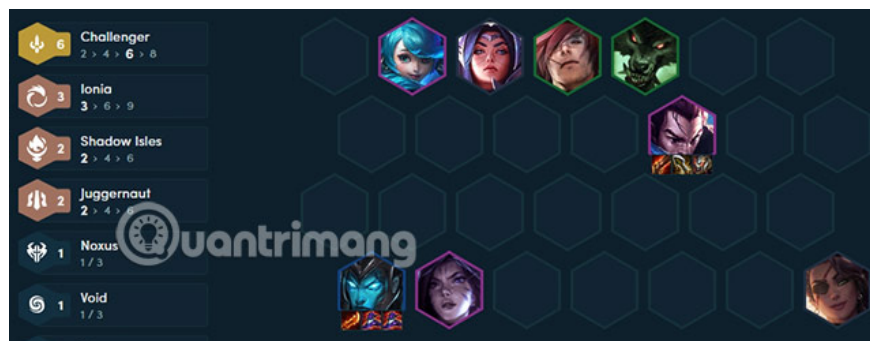 6 Challenger
2 > 4 > 6 > 8
3 Ionia
3 > 6 > 9
2 Shadow Isles
2 > 4 > 6
2 Juggernaut
2 > 4 > 6
1 Noxus
1 / 3
1 Void
1 / 3
Quantrimang